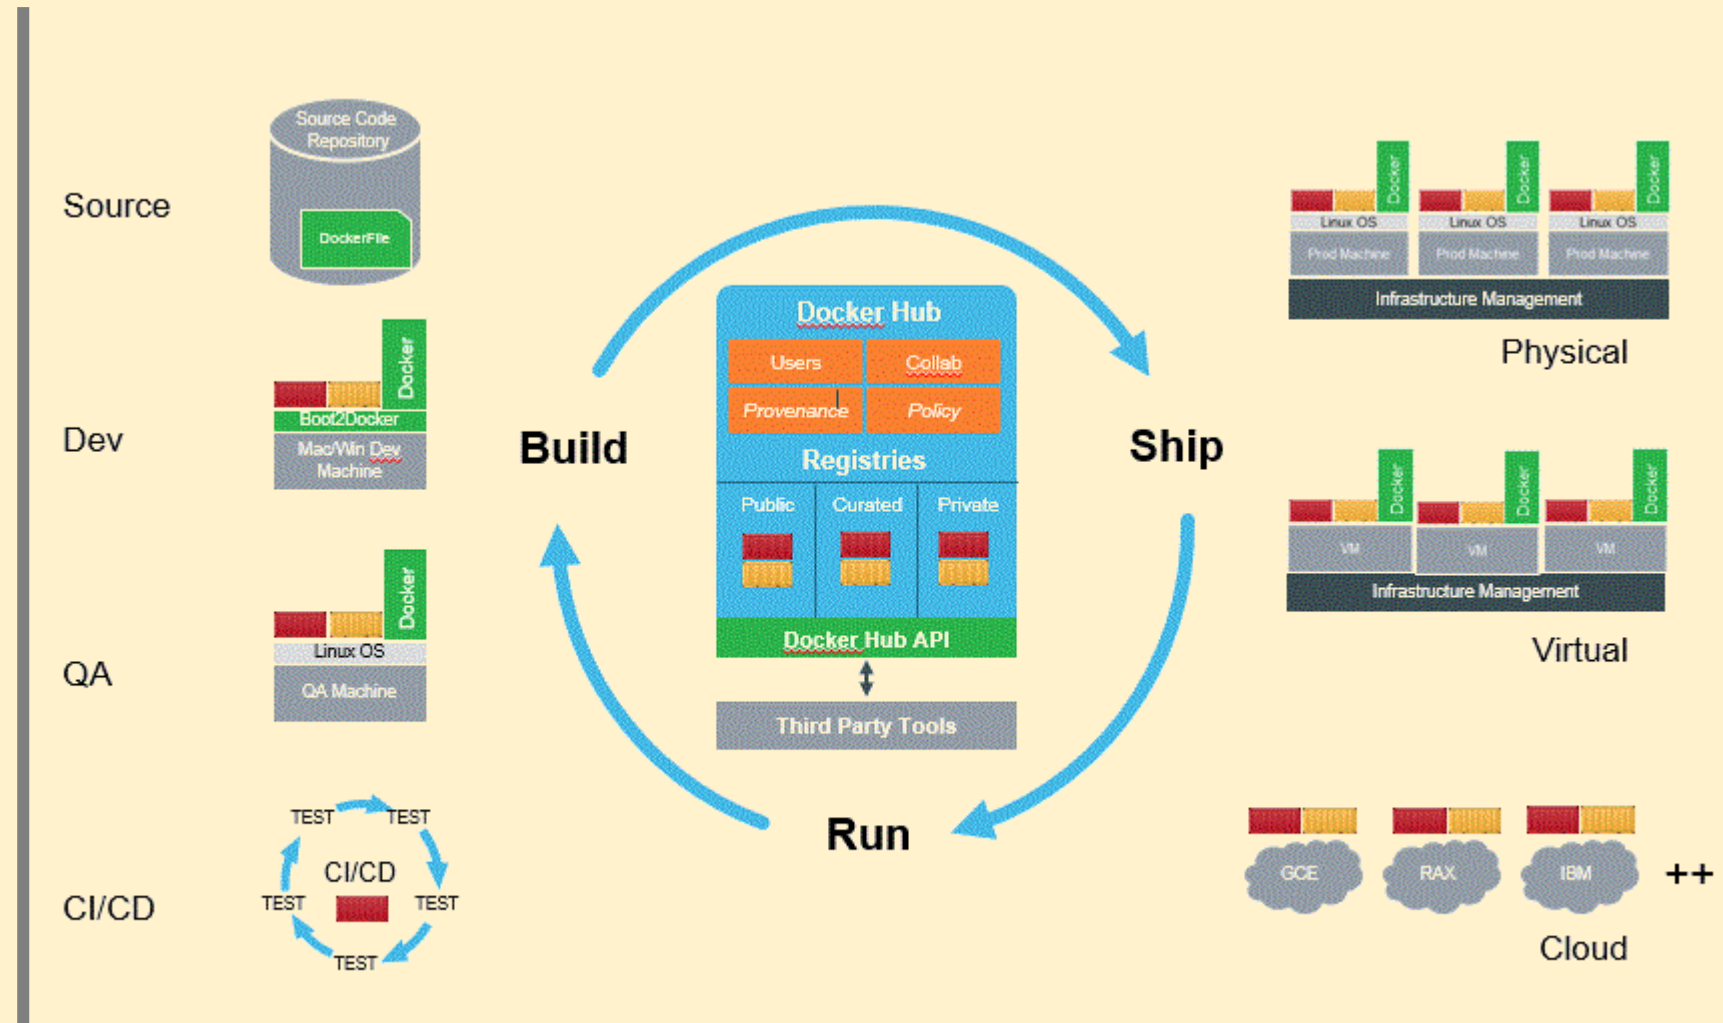 Source
Source Code
Repository
DockerFile
Dev
Docker
Boot2Docker
Mac/Win Dev
Machine
QA
Docker
Linux OS
QA Machine
CI/CD
TEST
TEST
TEST
TEST
TEST
CI/CD
Build
Ship
Run
Docker Hub
Users
Collab
Provenance
Policy
Registries
Public
Curated
Private
Docker Hub API
Third Party Tools
Docker
Docker
Docker
Linux OS
Linux OS
Linux OS
Prod Machine
Prod Machine
Prod Machine
Infrastructure Management
Physical
Docker
Docker
Docker
VM
VM
VM
Infrastructure Management
Virtual
GCE
RAX
IBM
++
Cloud